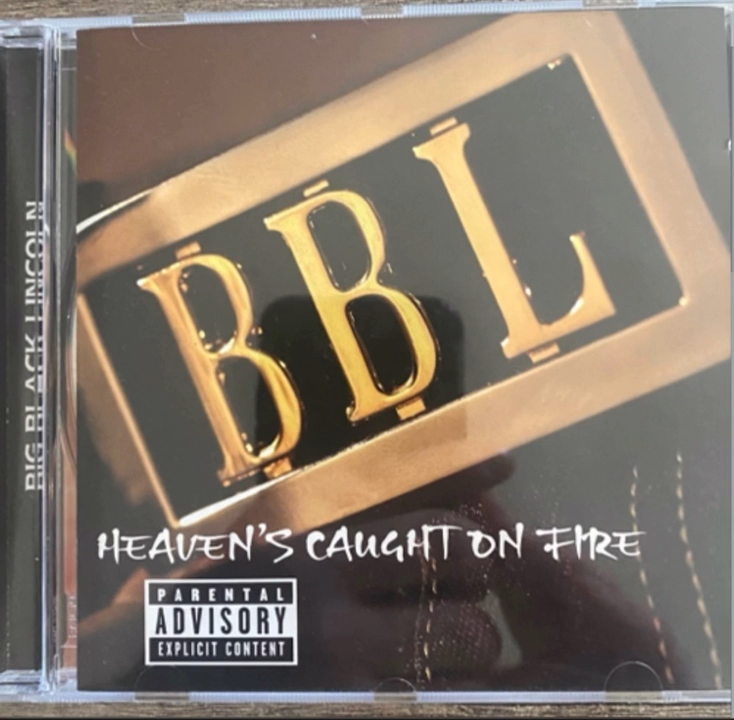 BIG BLACK LINCOLN
BBL
HEAVEN'S CAUGHT ON FIRE
PARENTAL
ADVISORY
EXPLICIT CONTENT